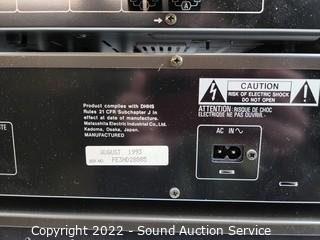 Product complies with DHHS
Rules 21 CFR Subchapter J in
effect at date of manufacture.
Matsushita Electric Industrial Co., Ltd.
Kadoma, Osaka, Japan.
MANUFACTURED
AUGUST 1993
SER NO.
CAUTION
RISK OF ELECTRIC SHOCK
DO NOT OPEN
ATTENTION: RISQUE DE CHOC
ELECTRIQUE NE
PAS OUVRIR
AC IN ~
Copyright 2022 - Sound Auction Service